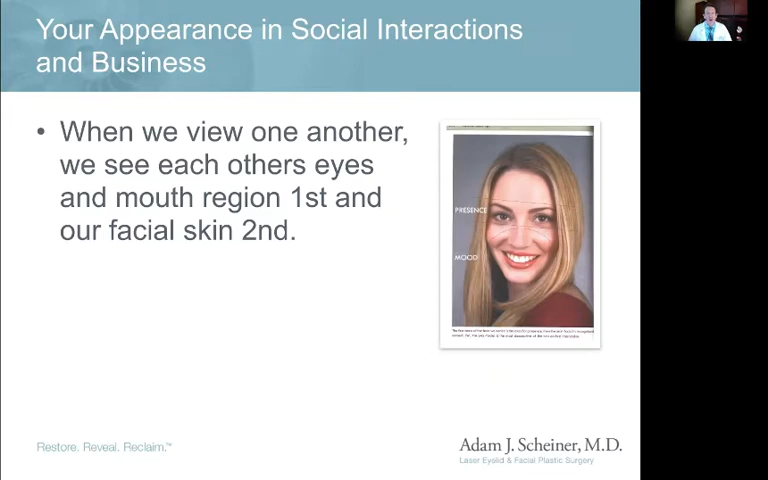 Your Appearance in Social Interactions
and Business
• When we view one another,
we see each others eyes
and mouth region 1st and
our facial skin 2nd.
PRESENCE
MOOD
Restore. Reveal. Reclaim.™
Adam J. Scheiner, M.D.
Laser Eyelid & Facial Plastic Surgery